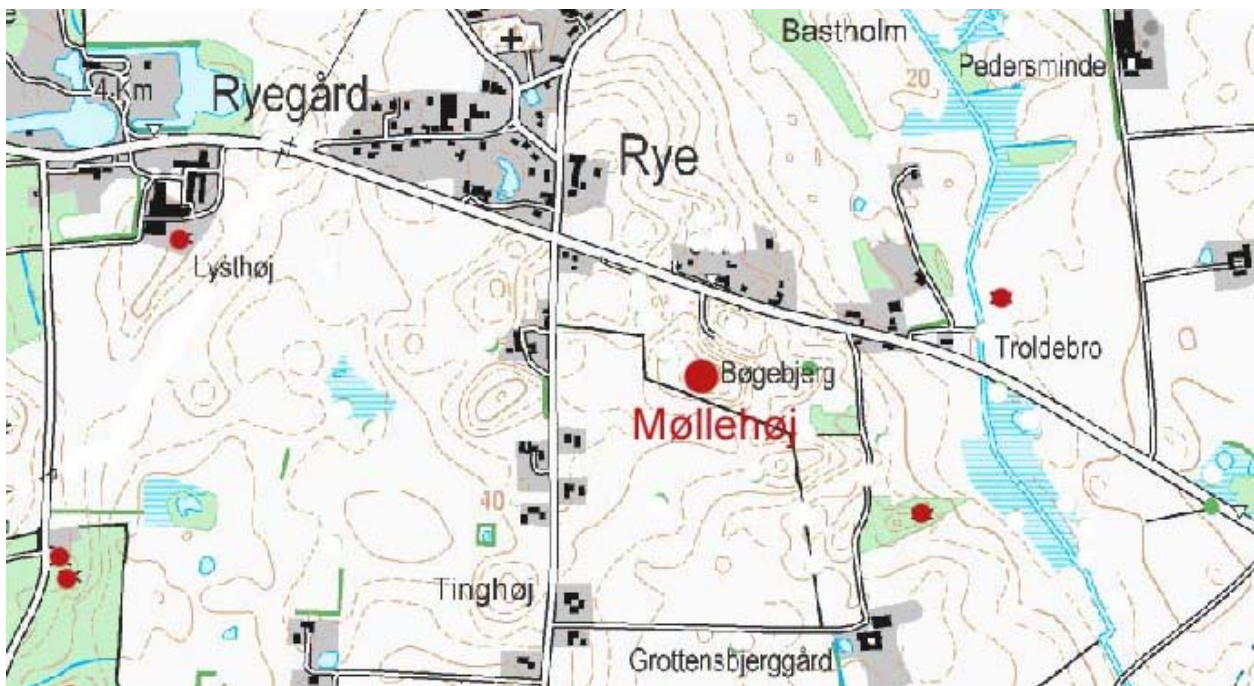 Bastholm
20
Pedersminde
4.Km
Ryegård
Rye
Lysthøj
Troldebro
Bøgebjerg
Møllehøj
40
Tinghøj
Grottensbjerggård